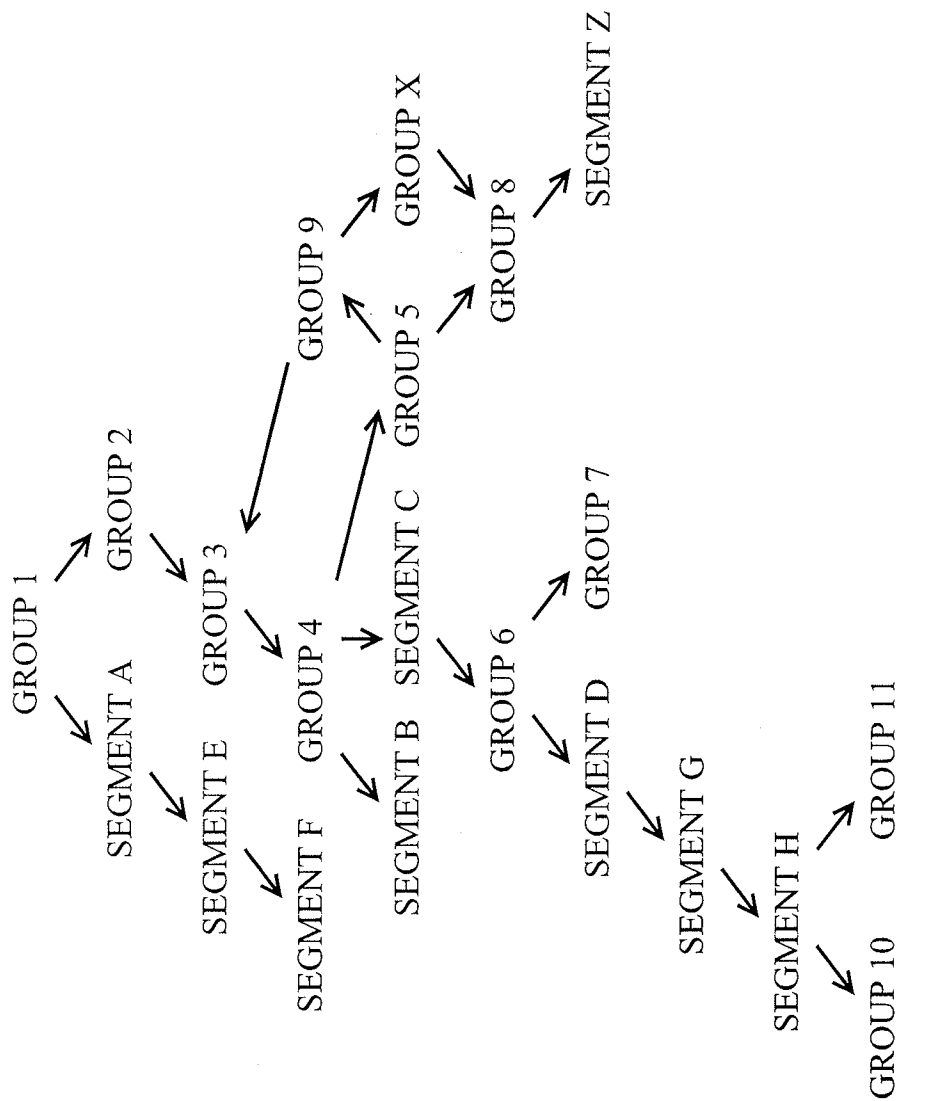 GROUP 1
SEGMENT A
GROUP 2
SEGMENT E
GROUP 3
SEGMENT F
GROUP 4
GROUP 9
SEGMENT B
SEGMENT C
GROUP 5
GROUP X
GROUP 6
GROUP 8
SEGMENT D
GROUP 7
SEGMENT Z
SEGMENT G
SEGMENT H
GROUP 10
GROUP 11